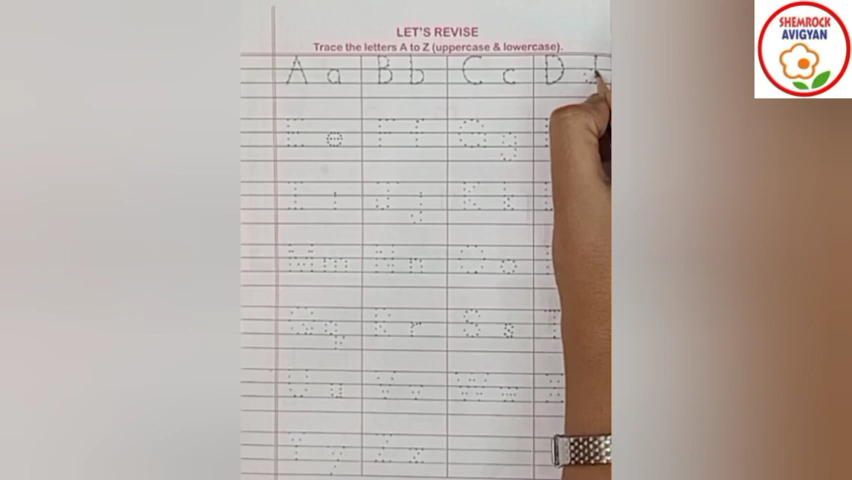 SHEMROCK
AVIGYAN
LET'S REVISE
Trace the letters A to Z (uppercase & lowercase).
A a B b C c D d
E e F f G g
I i J j K k
M m N n O o
Q q R r S s T
U u V v W w X
Y y Z z